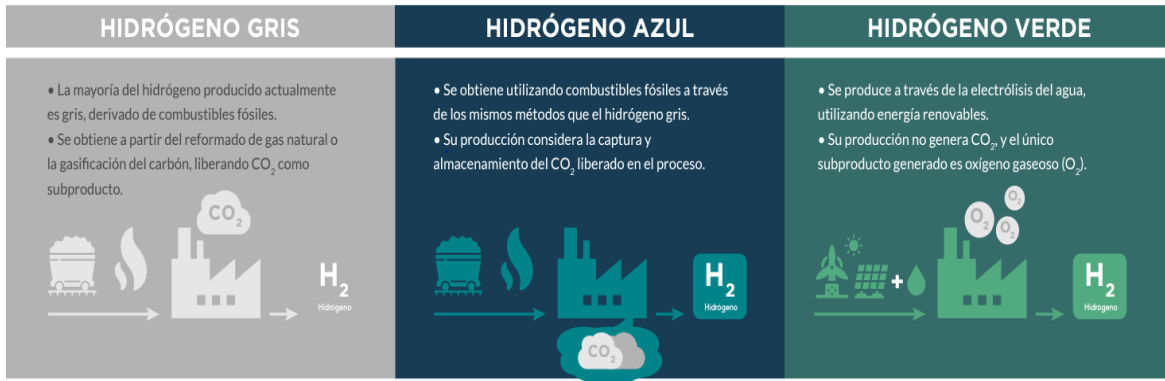 HIDRÓGENO GRIS
• La mayoría del hidrógeno producido actualmente
es gris, derivado de combustibles fósiles.
• Se obtiene a partir del reformado de gas natural o
la gasificación del carbón, liberando CO₂ como
subproducto.
CO₂
H₂
Hidrógeno
HIDRÓGENO AZUL
• Se obtiene utilizando combustibles fósiles a través
de los mismos métodos que el hidrógeno gris.
• Su producción considera la captura y
almacenamiento del CO₂ liberado en el proceso.
H₂
Hidrógeno
CO₂
HIDRÓGENO VERDE
• Se produce a través de la electrólisis del agua,
utilizando energía renovables.
• Su producción no genera CO₂, y el único
subproducto generado es oxígeno gaseoso (O₂).
O₂
O₂
O₂
+
H₂
Hidrógeno